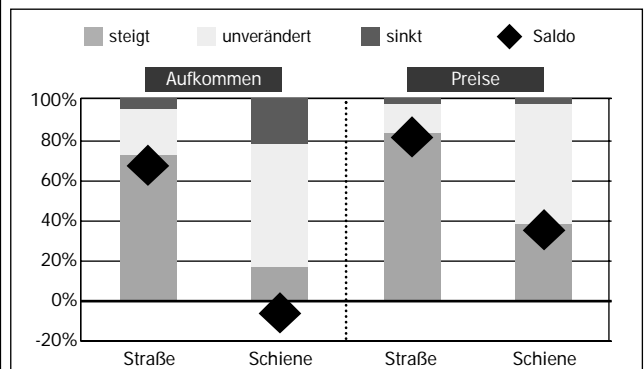 steigt unverändert sinkt Saldo
Aufkommen Preise
100%
80%
60%
40%
20%
0%
-20%
Straße Schiene Straße Schiene